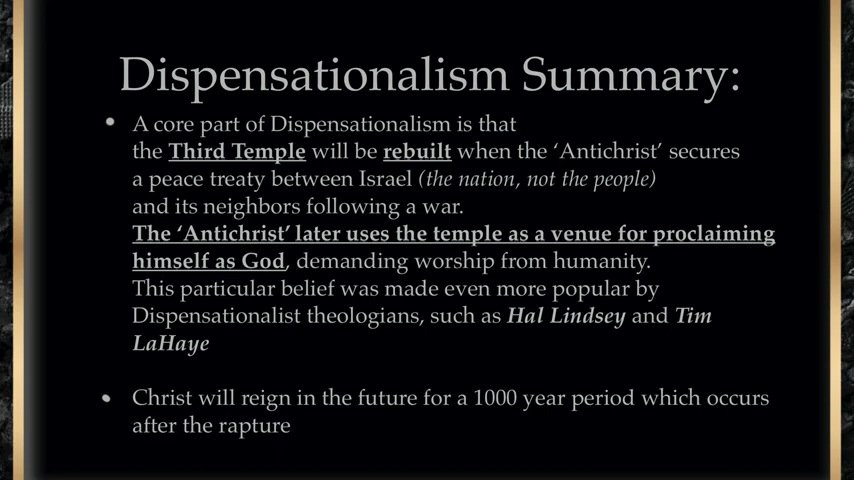 Dispensationalism Summary:
• A core part of Dispensationalism is that
the Third Temple will be rebuilt when the ‘Antichrist’ secures
a peace treaty between Israel (the nation, not the people)
and its neighbors following a war.
The ‘Antichrist’ later uses the temple as a venue for proclaiming
himself as God, demanding worship from humanity.
This particular belief was made even more popular by
Dispensationalist theologians, such as Hal Lindsey and Tim
LaHaye
• Christ will reign in the future for a 1000 year period which occurs
after the rapture